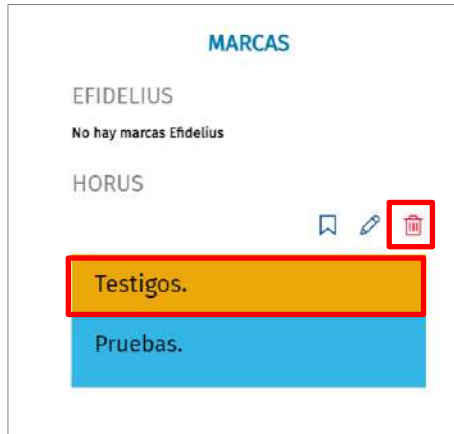 MARCAS
EFIDELIUS
No hay marcas Efidelius
HORUS
Testigos.
Pruebas.